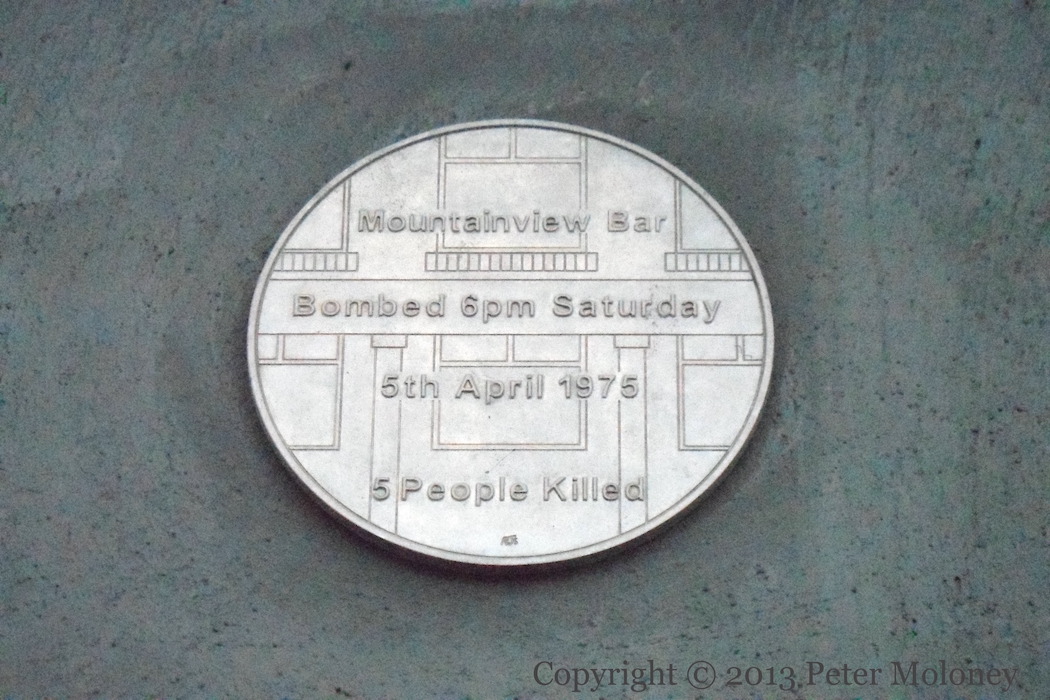 Mountainview Bar
Bombed 6pm Saturday
5th April 1975
5 People Killed
Copyright © 2013 Peter Moloney